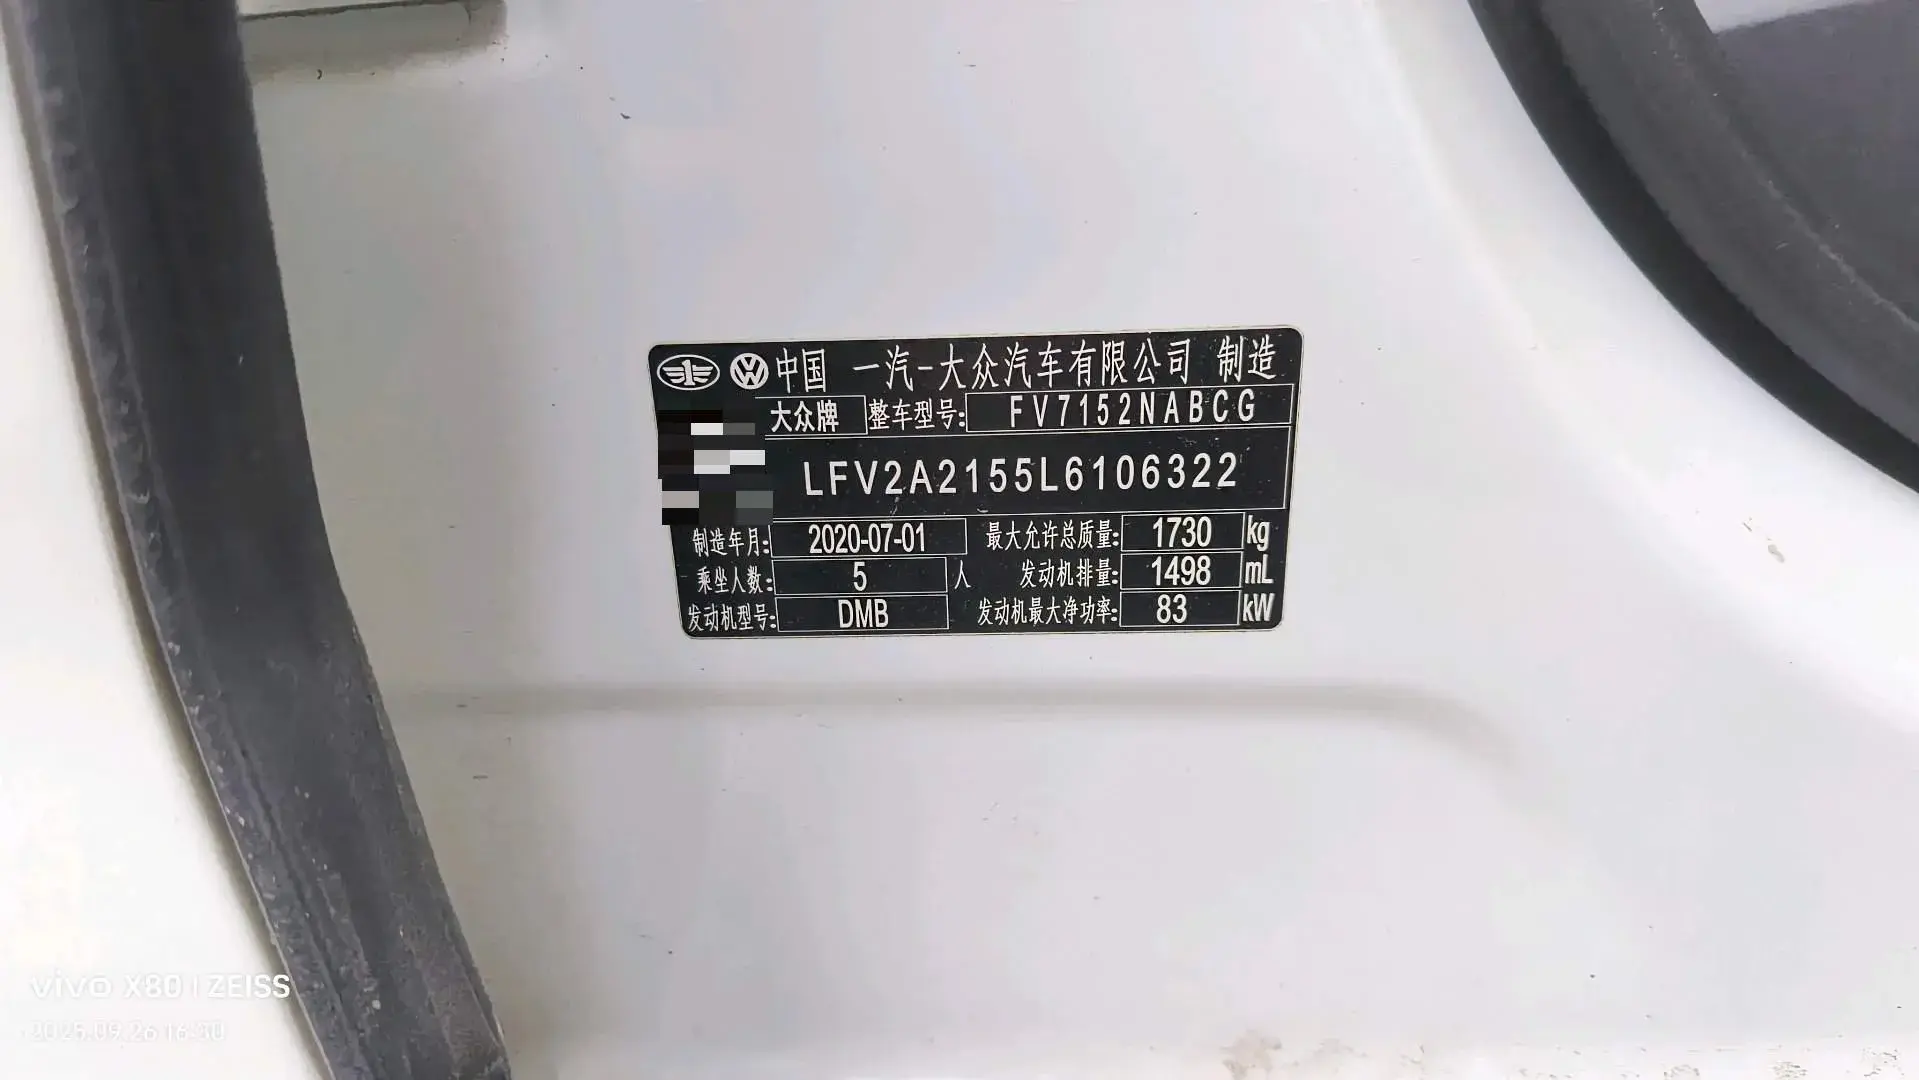 中国 一汽-大众汽车有限公司 制造
大众牌 整车型号: FV7152NABCG
LFV2A2155L6106322
制造年月: 2020-07-01 最大允许总质量: 1730 kg
乘坐人数: 5 人 发动机排量: 1498 mL
发动机型号: DMB 发动机最大净功率: 83 kW
vivo X80 | ZEISS
2025.09.26 16:30